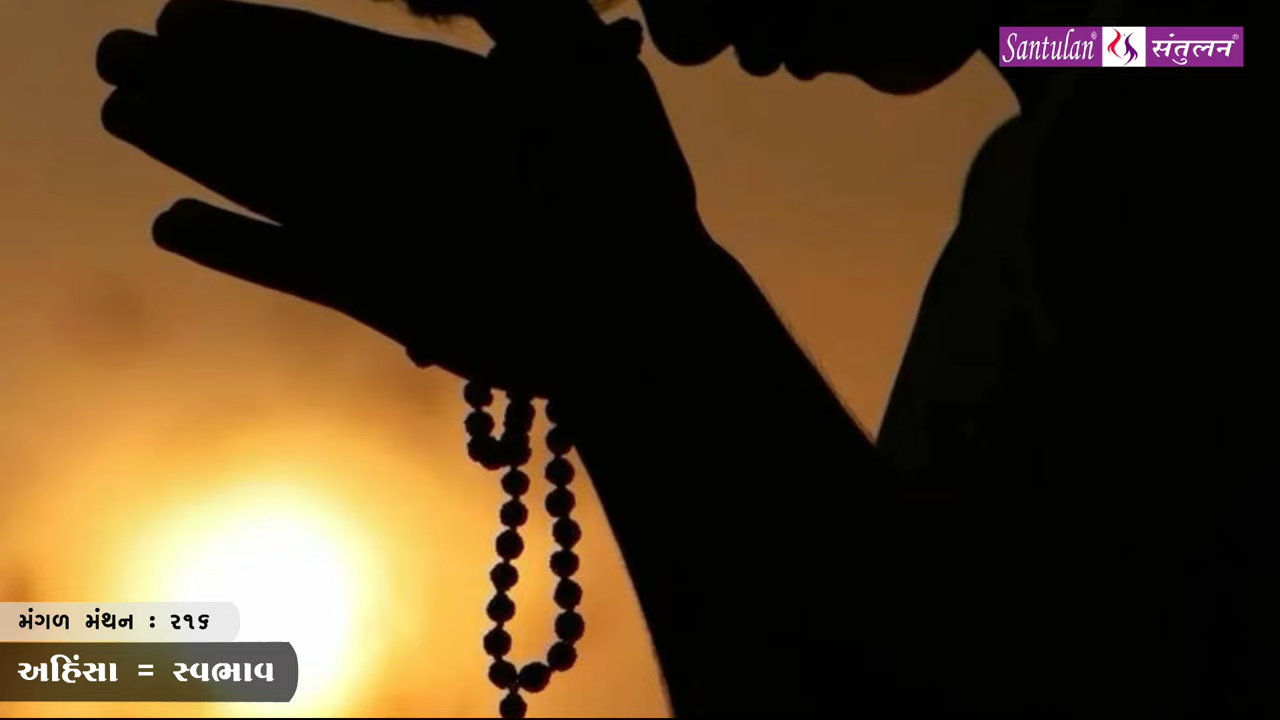 Santulan® संतुलन®
મંગળ મંથન : ૨૧૬
અહિંસા = સ્વભાવ